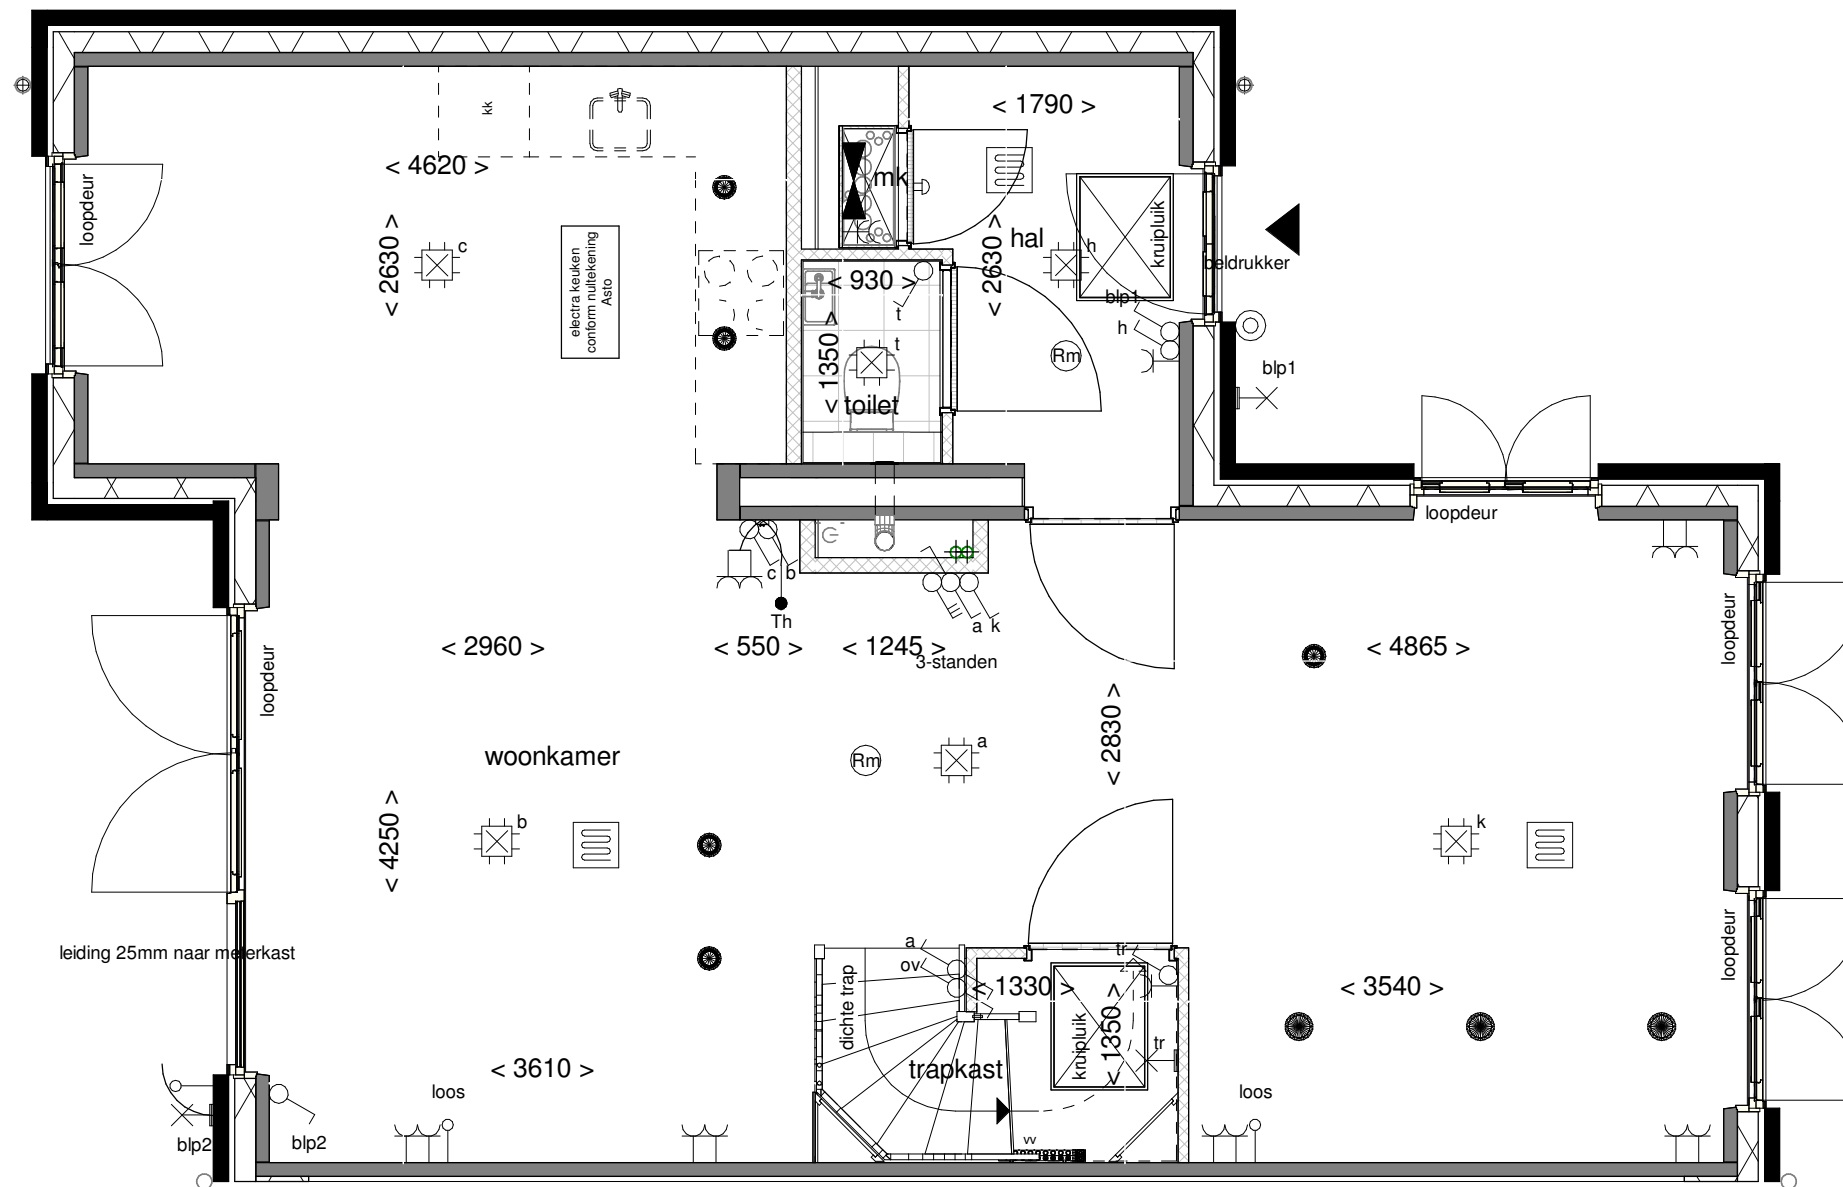 kk
< 1790 >
< 4620 >
loopdeur
mk
kruipluik
hal
h
c
< 2630 >
electra keuken
conform nultekening
Asto
< 930 >
< 2630 >
beldrukker
blp1
t
h
t
< 1350 >
Rm
blp1
toilet
loopdeur
c b
Th
a k
< 2960 >
< 550 >
< 1245 >
3-standen
< 4865 >
loopdeur
loopdeur
woonkamer
Rm
a
< 2830 >
b
< 4250 >
k
leiding 25mm naar meterkast
a
ov
tr
dichte trap
< 1330 >
< 1350 >
kruipluik
tr
< 3540 >
loopdeur
< 3610 >
trapkast
loos
loos
blp2
blp2
vv